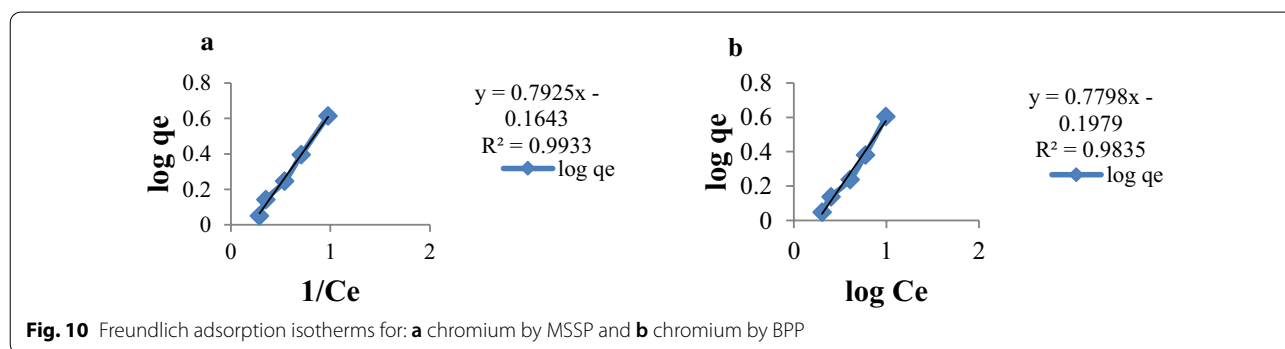 a
0.8
0.6
0.4
0.2
0
0
1
2
log qe
1/Ce
y = 0.7925x -
0.1643
R² = 0.9933
log qe
b
0.8
0.6
0.4
0.2
0
0
1
2
log qe
log Ce
y = 0.7798x -
0.1979
R² = 0.9835
log qe
Fig. 10 Freundlich adsorption isotherms for: a chromium by MSSP and b chromium by BPP